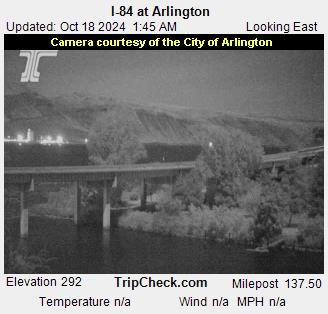 I-84 at Arlington
Updated: Oct 18 2024 1:45 AM Looking East
Camera courtesy of the City of Arlington
Elevation 292 TripCheck.com Milepost 137.50
Temperature n/a Wind n/a MPH n/a